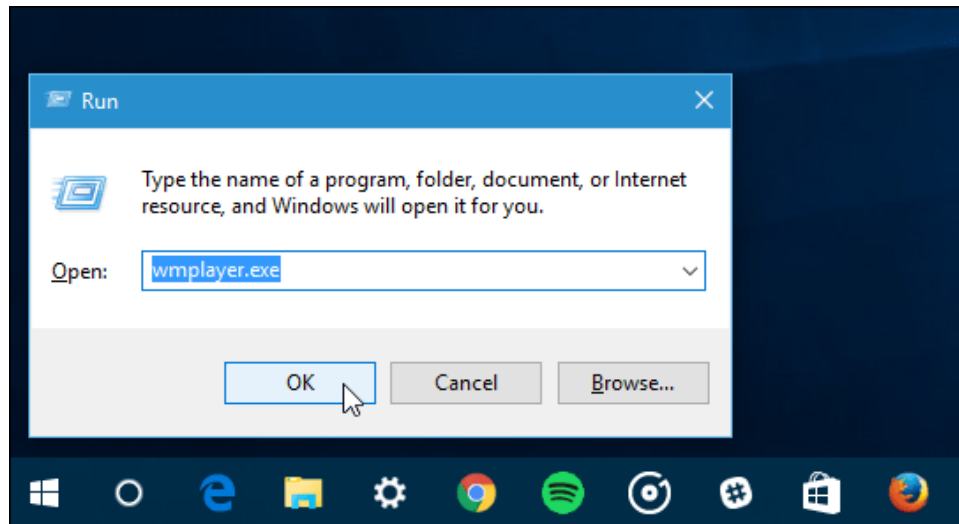 Run
Type the name of a program, folder, document, or Internet
resource, and Windows will open it for you.
Open:
wmplayer.exe
OK
Cancel
Browse...